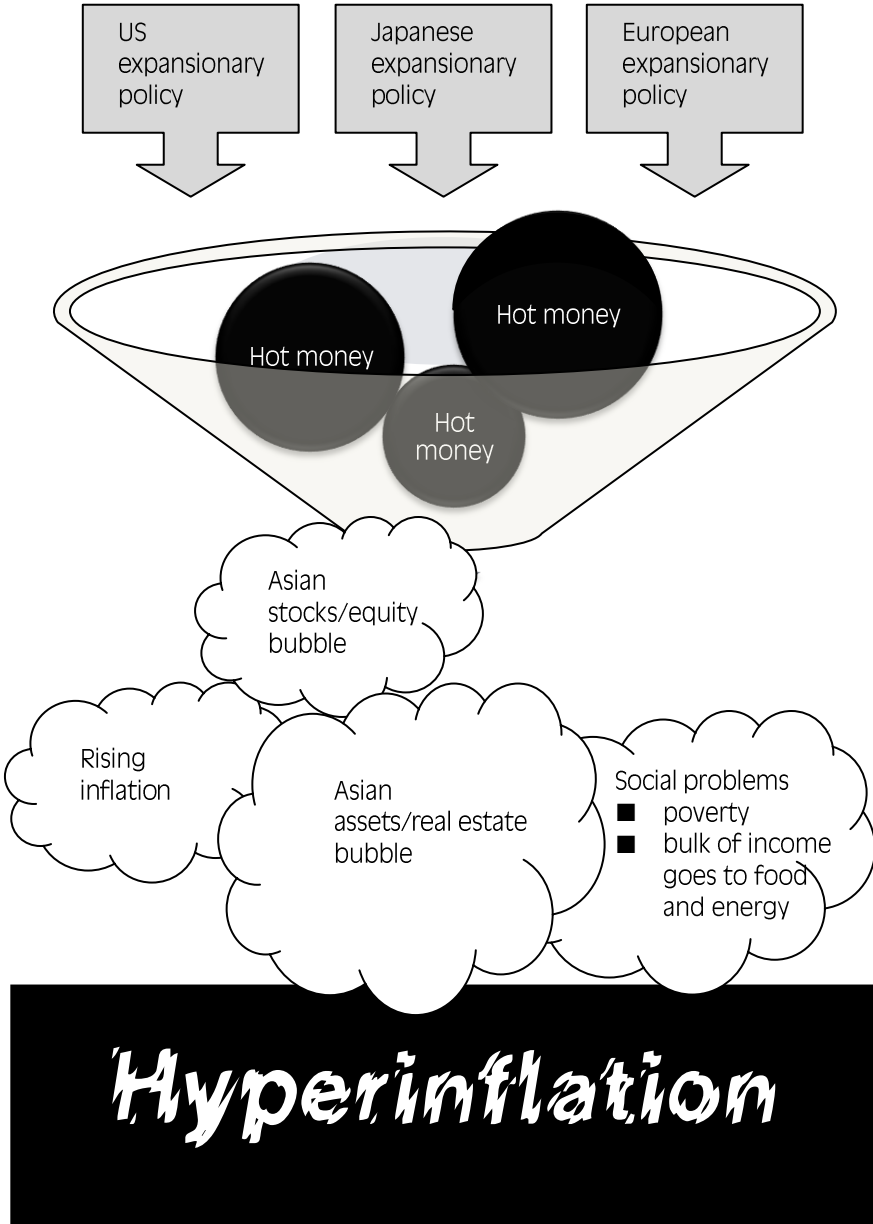 US
expansionary
policy
Japanese
expansionary
policy
European
expansionary
policy
Hot money
Hot money
Hot
money
Asian
stocks/equity
bubble
Rising
inflation
Asian
assets/real estate
bubble
Social problems
■ poverty
■ bulk of income
goes to food
and energy
Hyperinflation